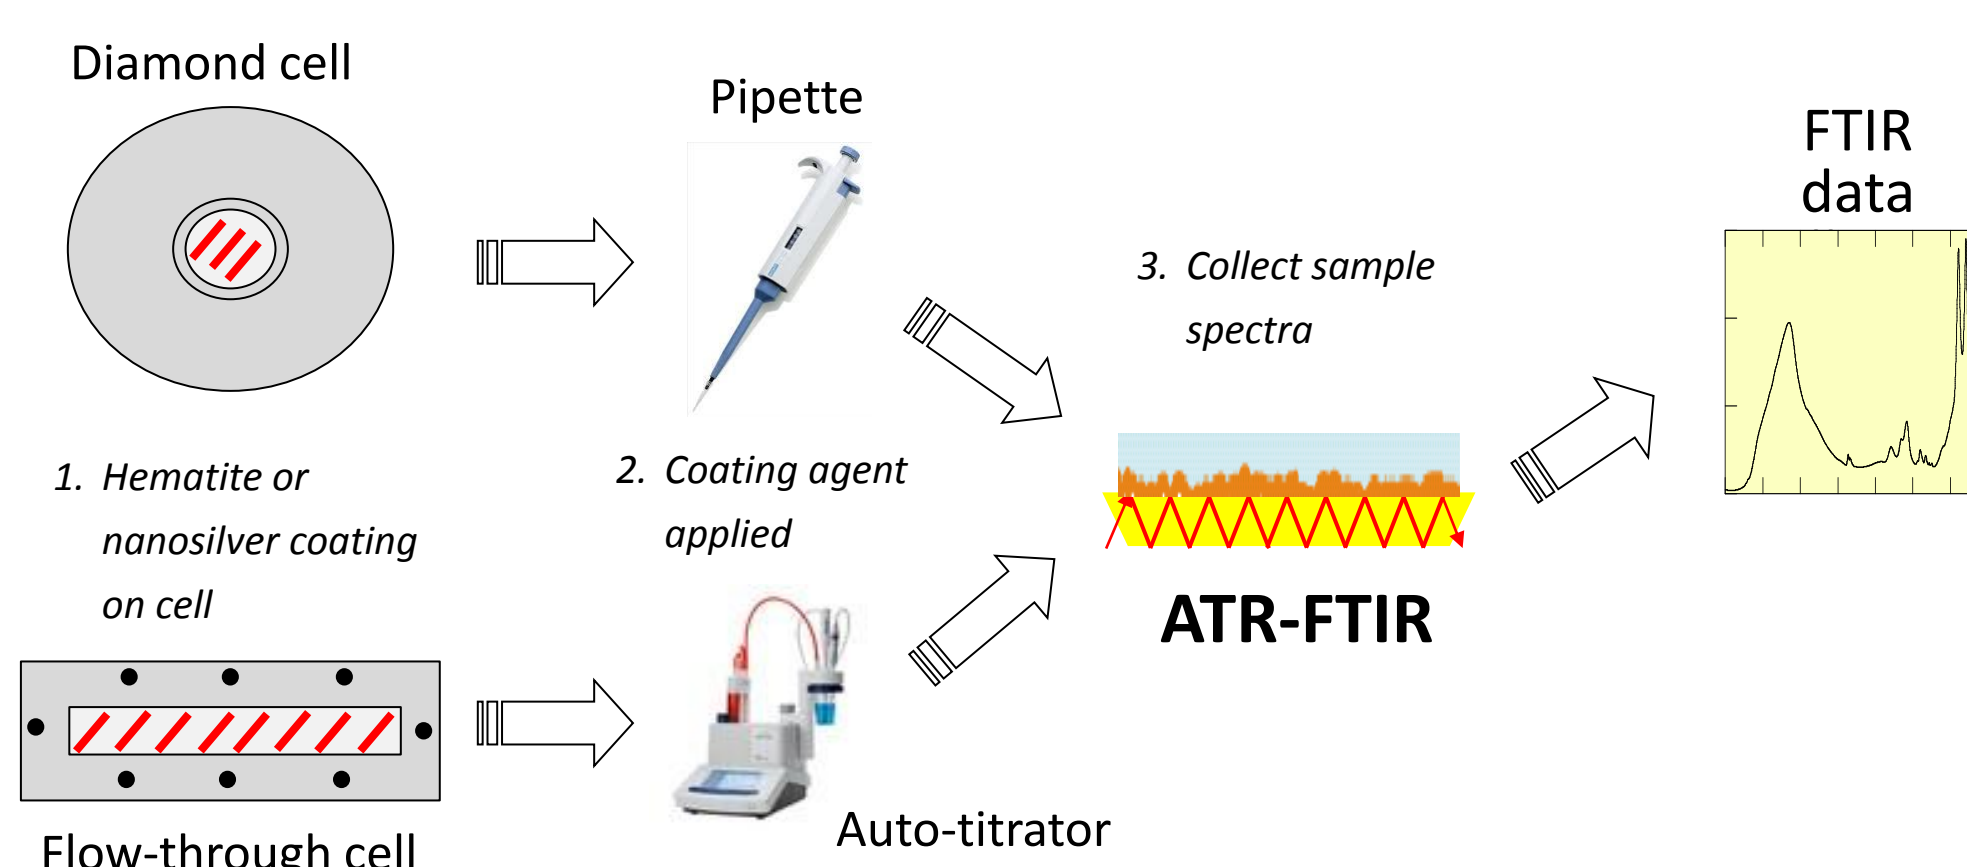 Diamond cell
Pipette
FTIR
data
3. Collect sample
spectra
1. Hematite or
nanosilver coating
on cell
2. Coating agent
applied
ATR-FTIR
Auto-titrator
Flow-through cell